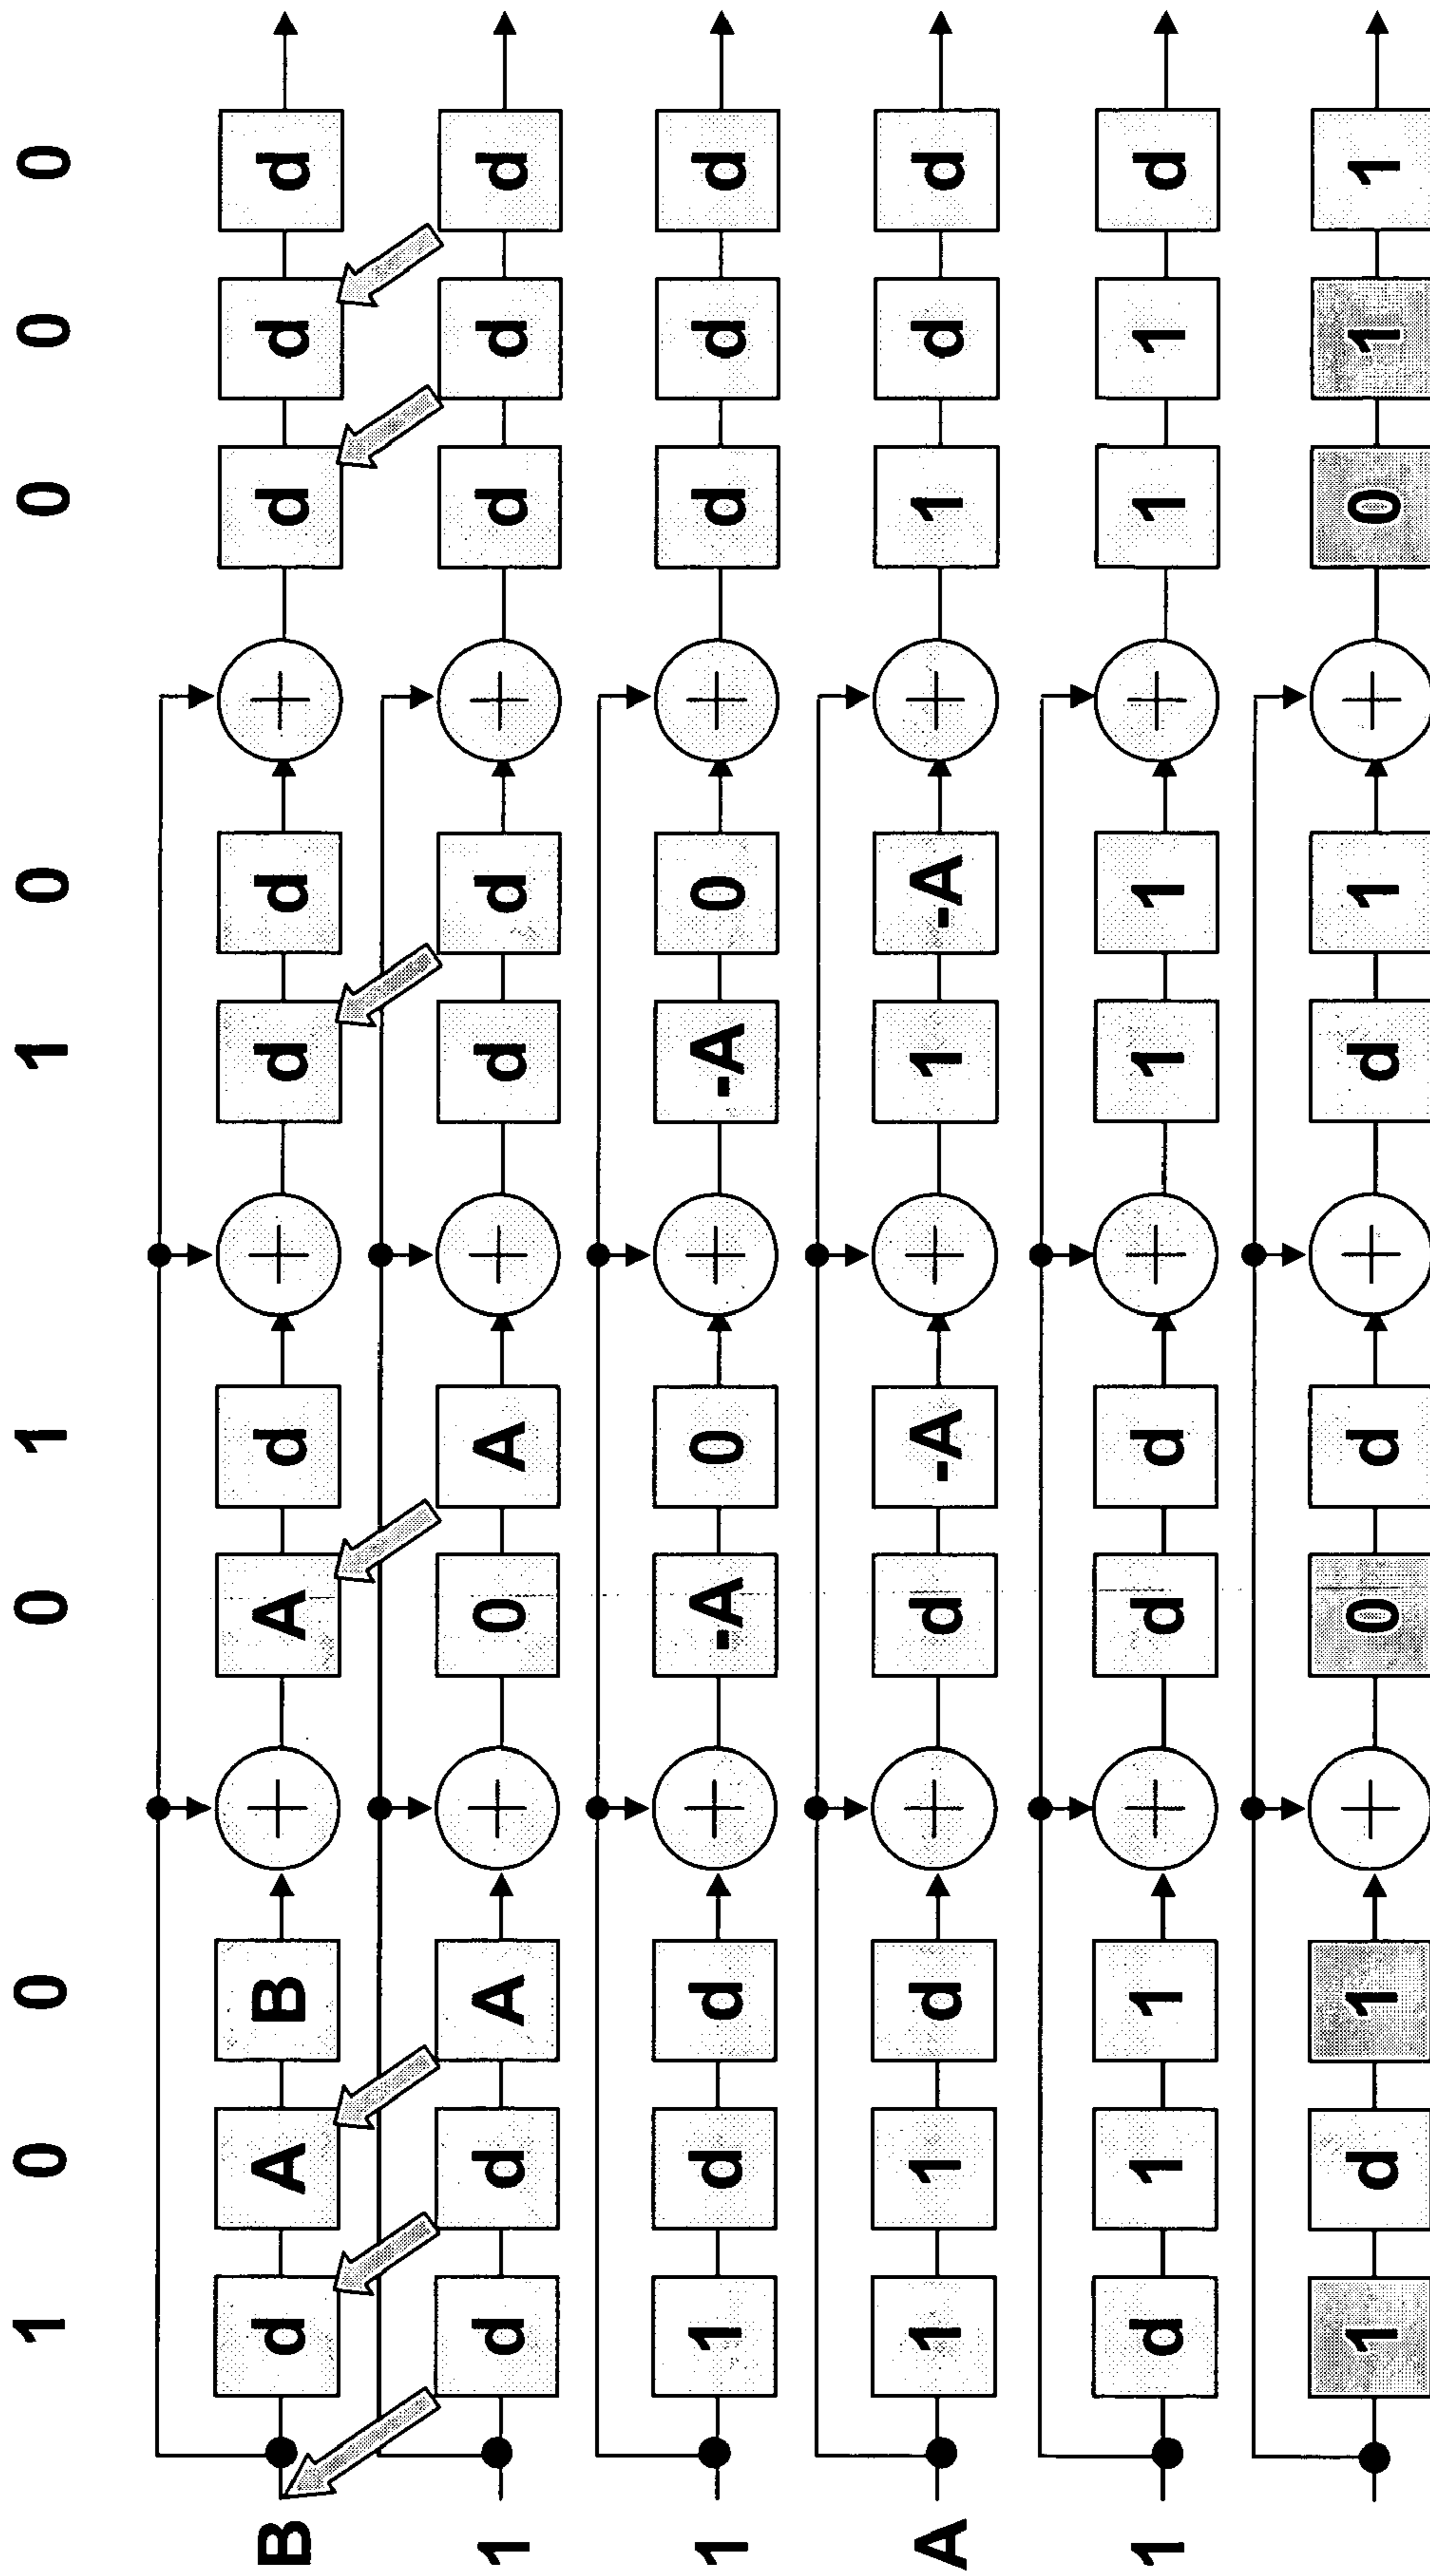 1 0 0 0 1 1 0 0 0 0
B d A B + A d + d d + d d d
1 d d A + 0 A + d d + d d d
1 1 d d + -A 0 + -A 0 + d d d
A 1 1 d + d -A + 1 -A + 1 d d
1 d 1 1 + d d + 1 1 + 1 1 d
1 d 1 + 0 d + d 1 + 0 1 1